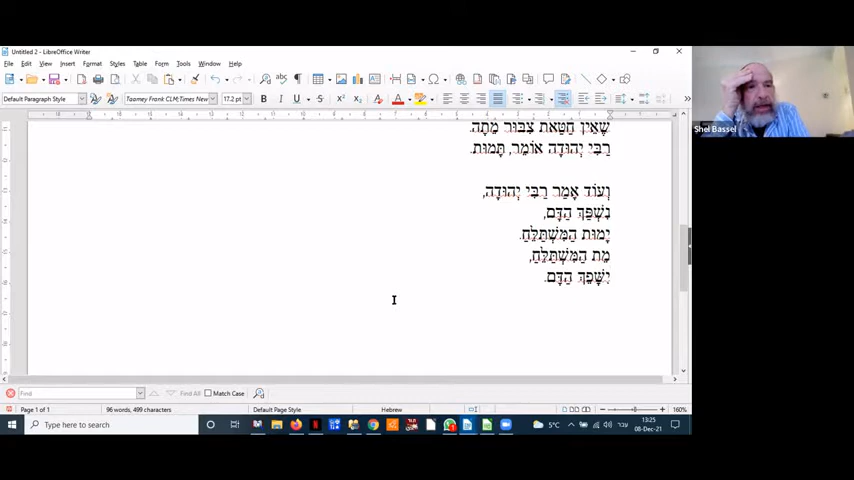 Untitled 2 - LibreOffice Writer
File Edit View Insert Format Styles Table Form Tools Window Help
Default Paragraph Style Taamey Frank CLM;Times New 17.2 pt
שֶׁאֵין חַטַּאת צִבּוּר מֵתָה.
רַבִּי יְהוּדָה אוֹמֵר, תָּמוּת.
וְעוֹד אָמַר רַבִּי יְהוּדָה,
נִשְׁפַּךְ הַדָּם,
יָמוּת הַמִּשְׁתַּלֵּחַ.
מֵת הַמִּשְׁתַּלֵּחַ,
יִשָּׁפֵךְ הַדָּם.
Find Find All Match Case
Page 1 of 1 96 words, 499 characters Default Page Style Hebrew 160%
Type here to search 5°C עבר 13:25
08-Dec-21
Shel Bassel